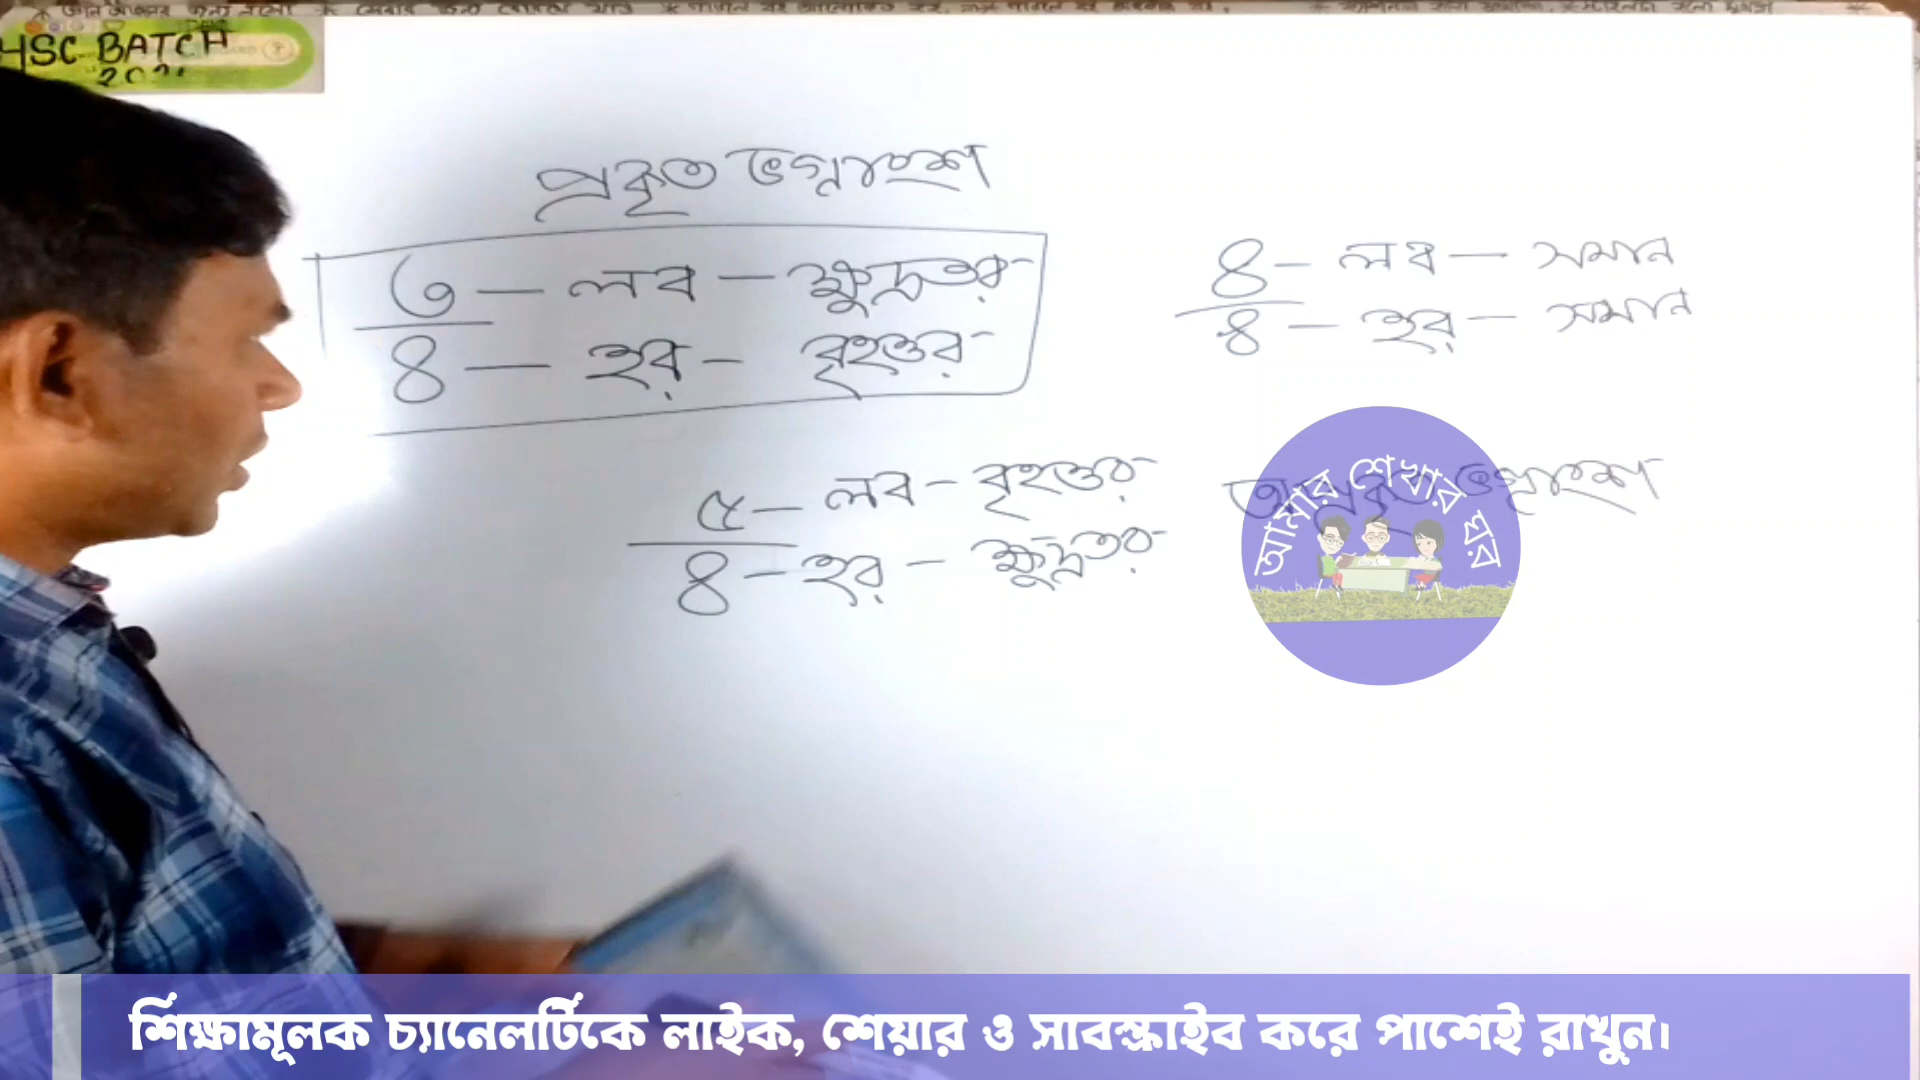 HSC BATCH
প্রকৃত ভগ্নাংশ
৩ — লব — ক্ষুদ্রতর
৪ — হর — বৃহত্তর
৪ — লব — সমান
৪ — হর — সমান
৫ — লব — বৃহত্তর
৪ — হর — ক্ষুদ্রতর
অপ্রকৃত ভগ্নাংশ
আমার শেখার ঘর
শিক্ষামূলক চ্যানেলটিকে লাইক, শেয়ার ও সাবস্ক্রাইব করে পাশেই রাখুন।